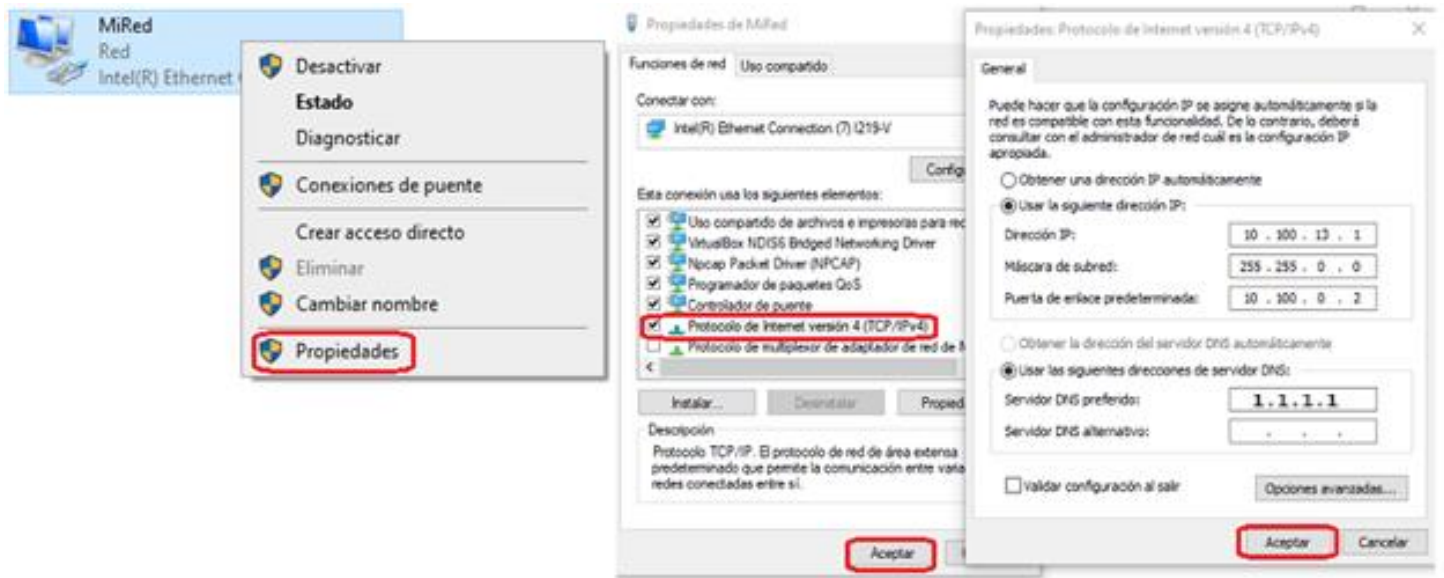 MiRed
Red
Intel(R) Ethernet
Desactivar
Estado
Diagnosticar
Conexiones de puente
Crear acceso directo
Eliminar
Cambiar nombre
Propiedades
Propiedades de MiRed
Funciones de red
Uso compartido
Conectar con:
Intel(R) Ethernet Connection (7) I219-V
Config
Esta conexión usa los siguientes elementos:
Uso compartido de archivos e impresoras para rec
VirtualBox NDIS6 Bridged Networking Driver
Npcap Packet Driver (NPCAP)
Programador de paquetes QoS
Controlador de puente
Protocolo de Internet versión 4 (TCP/IPv4)
Protocolo de multiplexor de adaptador de red de M
Instalar...
Desinstalar
Propied
Descripción
Protocolo TCP/IP. El protocolo de red de área extensa
predeterminado que permite la comunicación entre varia
redes conectadas entre sí.
Aceptar
Propiedades: Protocolo de Internet versión 4 (TCP/IPv4)
General
Puede hacer que la configuración IP se asigne automáticamente si la
red es compatible con esta funcionalidad. De lo contrario, deberá
consultar con el administrador de red cuál es la configuración IP
apropiada.
Obtener una dirección IP automáticamente
Usar la siguiente dirección IP:
Dirección IP: 10 . 100 . 13 . 1
Máscara de subred: 255 . 255 . 0 . 0
Puerta de enlace predeterminada: 10 . 100 . 0 . 2
Obtener la dirección del servidor DNS automáticamente
Usar las siguientes direcciones de servidor DNS:
Servidor DNS preferido: 1.1.1.1
Servidor DNS alternativo: . . .
Validar configuración al salir
Opciones avanzadas...
Aceptar
Cancelar